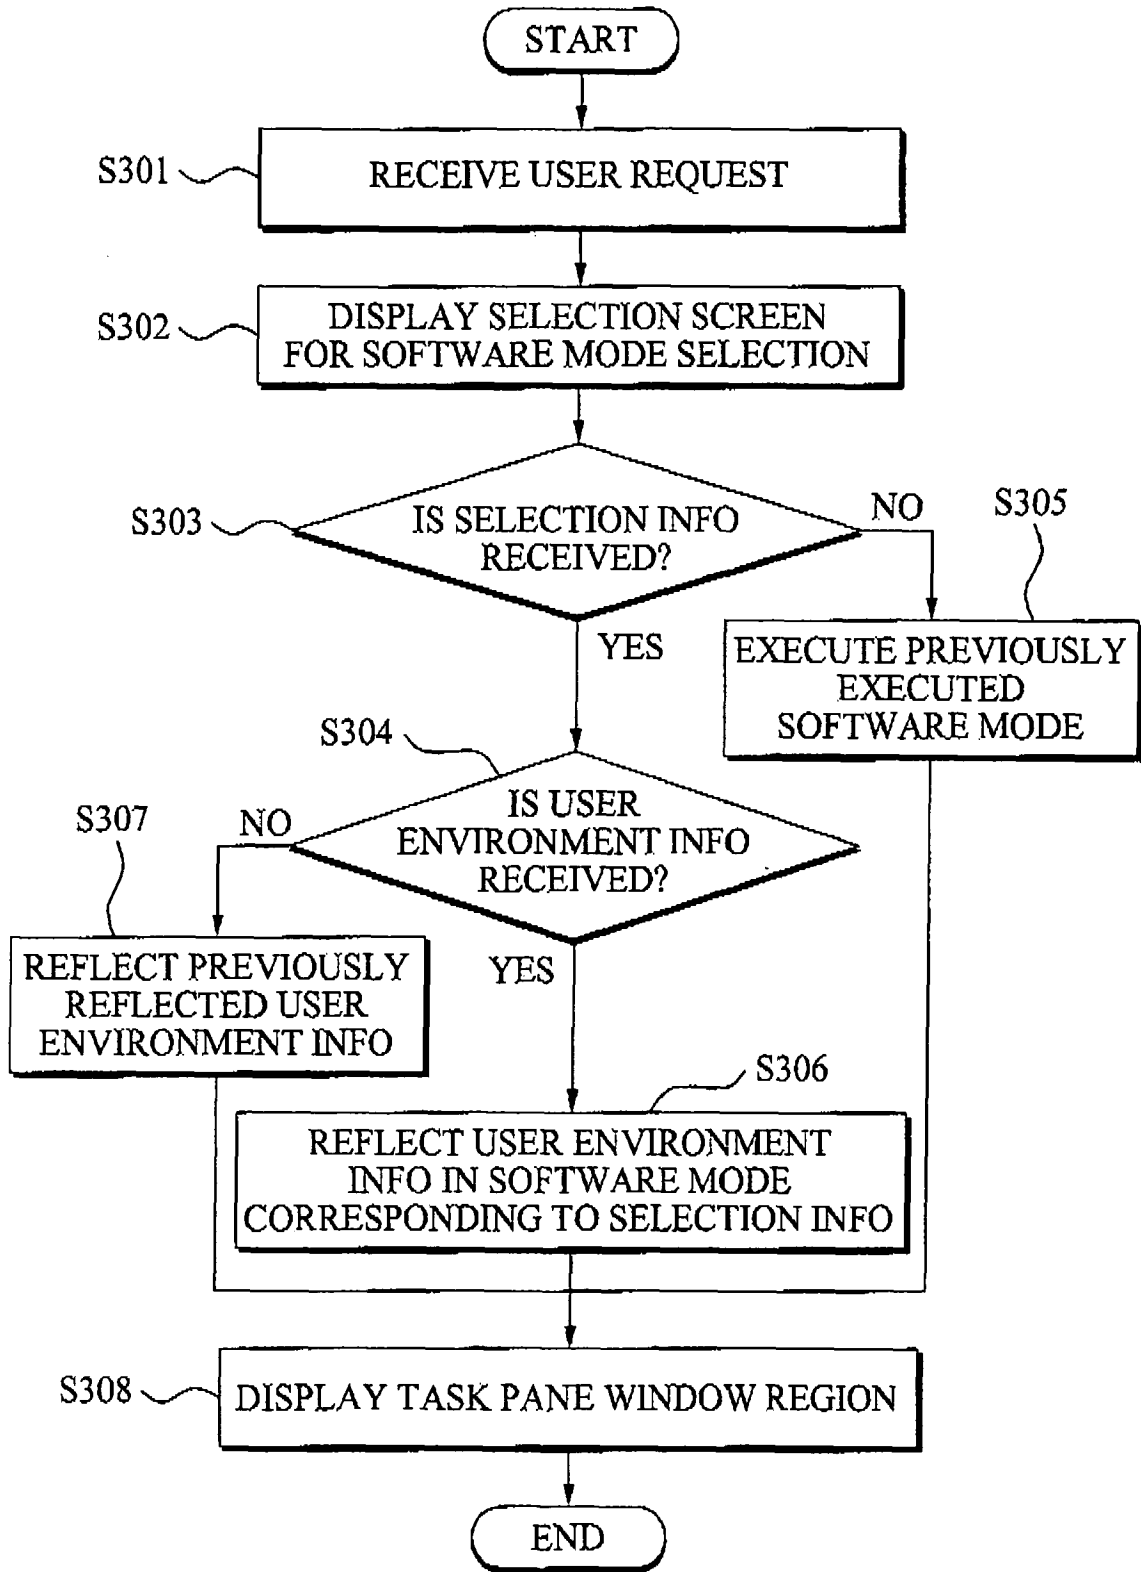 START
S301
RECEIVE USER REQUEST
S302
DISPLAY SELECTION SCREEN
FOR SOFTWARE MODE SELECTION
S303
IS SELECTION INFO
RECEIVED?
NO
S305
YES
EXECUTE PREVIOUSLY
EXECUTED
SOFTWARE MODE
S304
IS USER
ENVIRONMENT INFO
RECEIVED?
S307
NO
YES
REFLECT PREVIOUSLY
REFLECTED USER
ENVIRONMENT INFO
S306
REFLECT USER ENVIRONMENT
INFO IN SOFTWARE MODE
CORRESPONDING TO SELECTION INFO
S308
DISPLAY TASK PANE WINDOW REGION
END